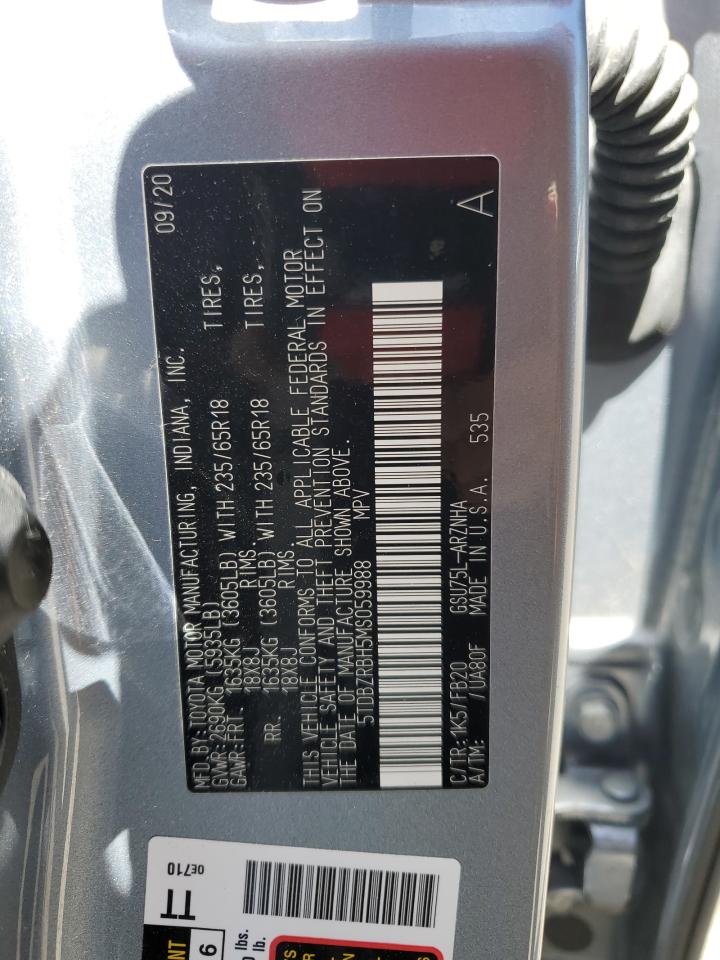 MFD.BY:TOYOTA MOTOR MANUFACTURING, INDIANA, INC. 09/20
GVWR:2690KG(5935LB)
GAWR:FRT. 1635KG (3605LB) WITH 235/65R18 TIRES,
18X8J RIMS
RR. 1635KG (3605LB) WITH 235/65R18 TIRES,
18X8J RIMS
THIS VEHICLE CONFORMS TO ALL APPLICABLE FEDERAL MOTOR
VEHICLE SAFETY AND THEFT PREVENTION STANDARDS IN EFFECT ON
THE DATE OF MANUFACTURE SHOWN ABOVE.
5TDBZRBH5MS059988 MPV
C/TR:1K5/FB20 GSU75L-ARZNHA
A/TM: /UA80F MADE IN U.S.A. 535 A
0E710
lbs.
lb.
6